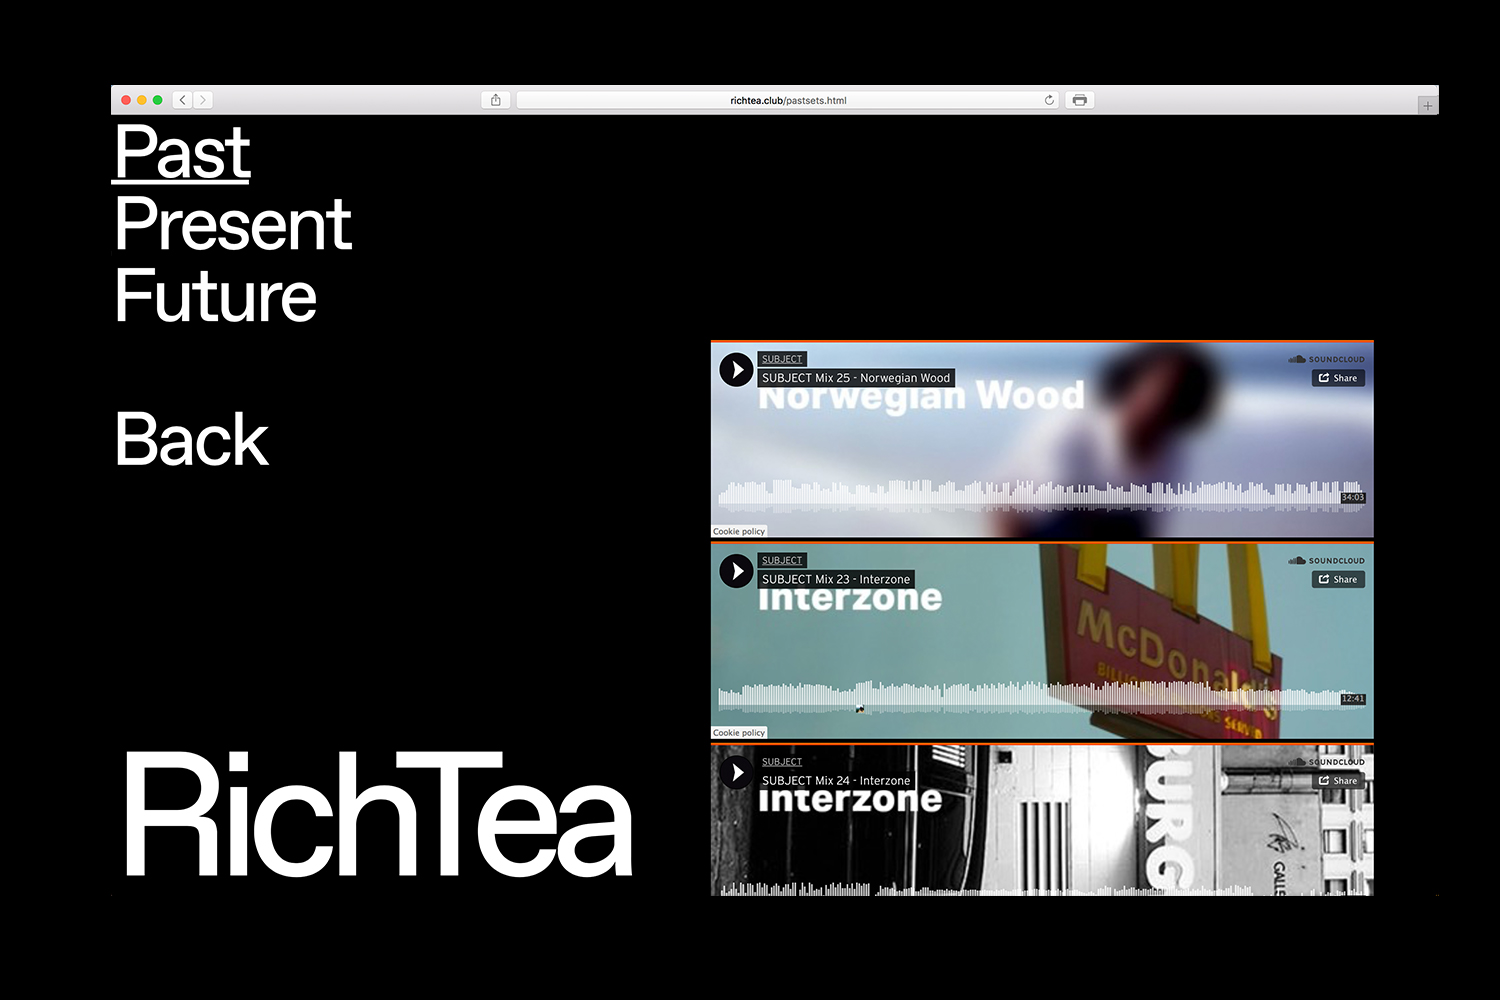 richtea.club/pastsets.html
Past
Present
Future
Back
RichTea
SUBJECT
SUBJECT Mix 25 - Norwegian Wood
Norwegian Wood
SOUNDCLOUD
Share
34:03
Cookie policy
SUBJECT
SUBJECT Mix 23 - Interzone
Interzone
SOUNDCLOUD
Share
McDonald's
12:41
Cookie policy
SUBJECT
SUBJECT Mix 24 - Interzone
Interzone
SOUNDCLOUD
Share
BURG